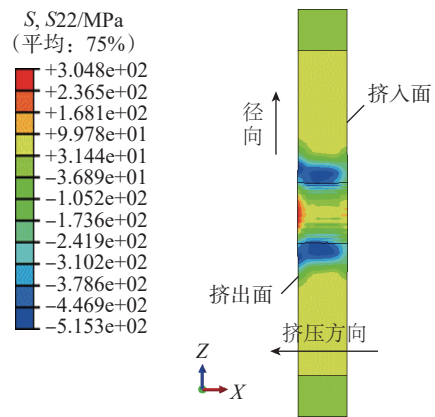 S, S22/MPa
(平均：75%)
+3.048e+02
+2.365e+02
+1.681e+02
+9.978e+01
+3.144e+01
−3.689e+01
−1.052e+02
−1.736e+02
−2.419e+02
−3.102e+02
−3.786e+02
−4.469e+02
−5.153e+02
径向
挤入面
挤出面
挤压方向
Z
X